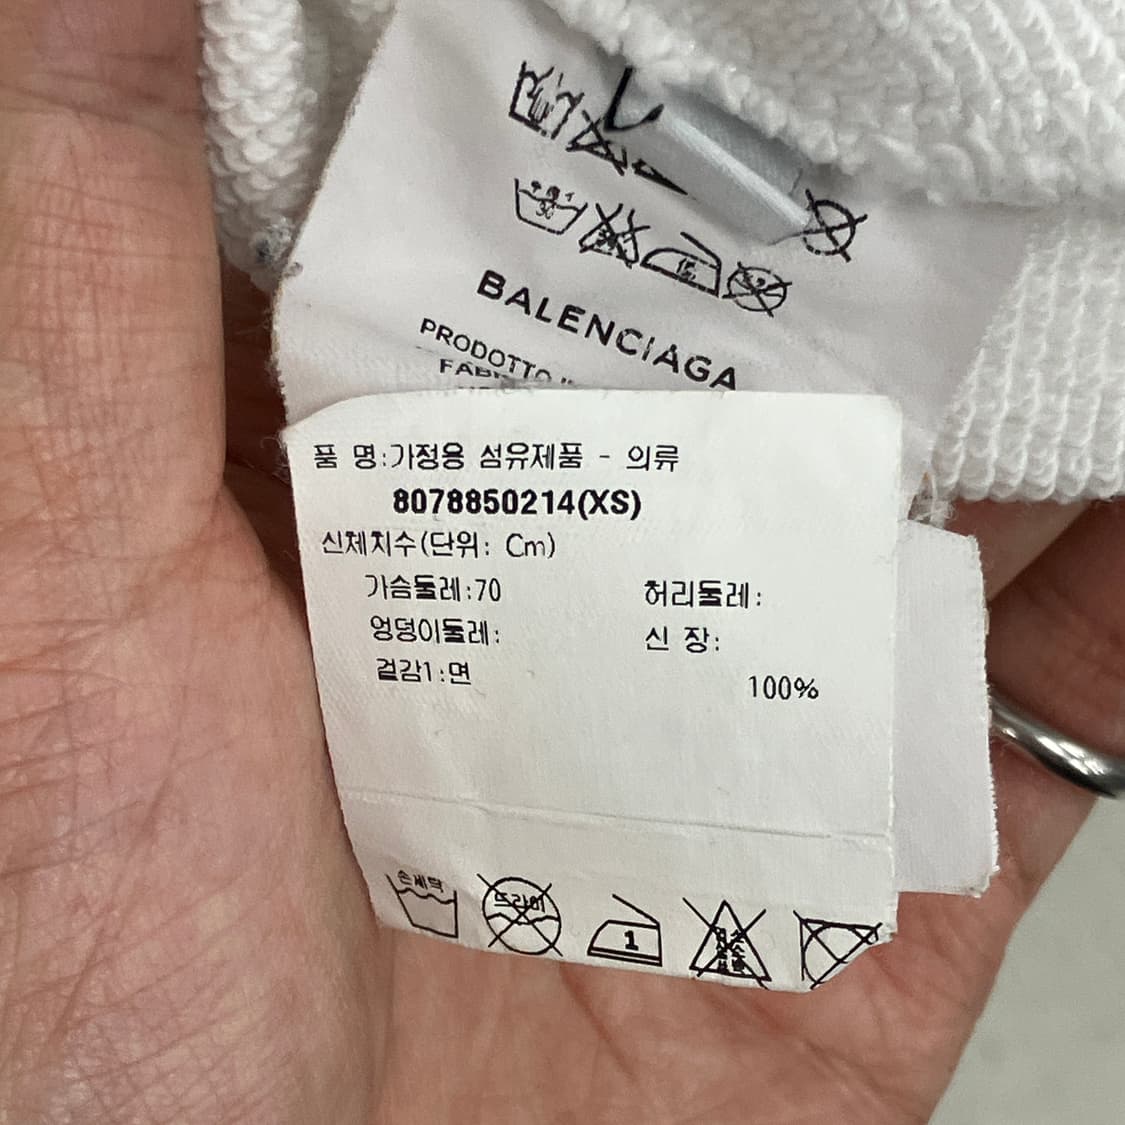 BALENCIAGA
PRODOTTO
품 명:가정용 섬유제품 - 의류
8078850214(XS)
신체치수(단위: Cm)
가슴둘레:70 허리둘레:
엉덩이둘레: 신 장:
겉감1:면 100%
손세탁 드라이 1